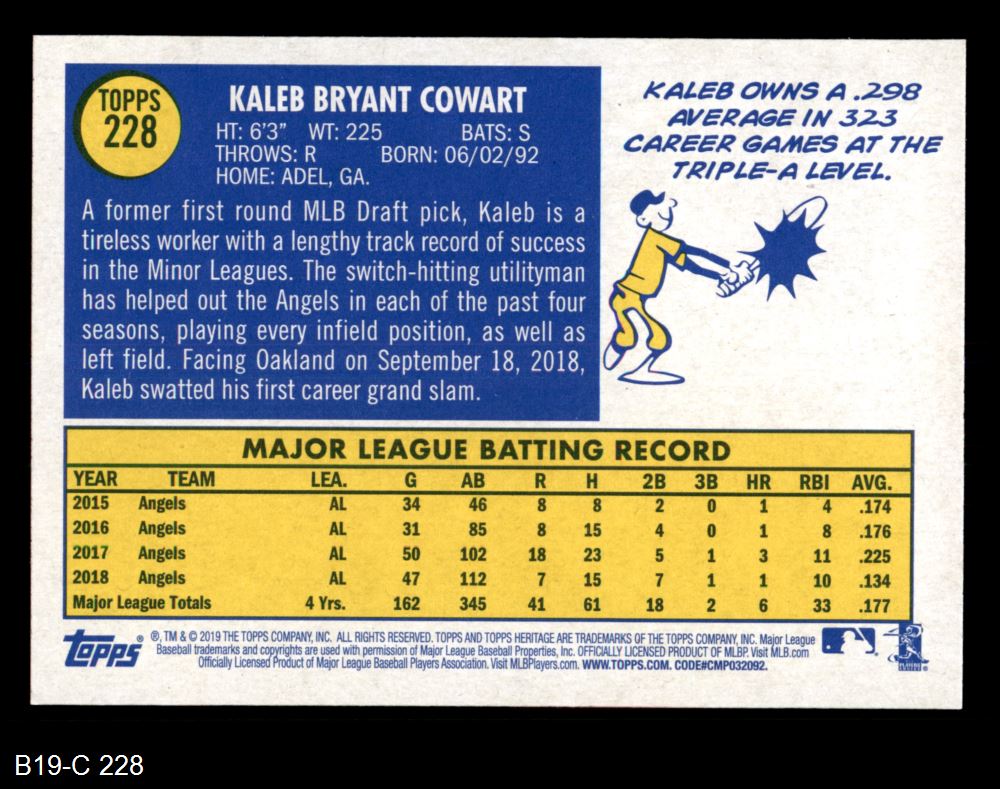 TOPPS
228
KALEB BRYANT COWART
HT: 6'3" WT: 225 BATS: S
THROWS: R BORN: 06/02/92
HOME: ADEL, GA.
A former first round MLB Draft pick, Kaleb is a
tireless worker with a lengthy track record of success
in the Minor Leagues. The switch-hitting utilityman
has helped out the Angels in each of the past four
seasons, playing every infield position, as well as
left field. Facing Oakland on September 18, 2018,
Kaleb swatted his first career grand slam.
KALEB OWNS A .298
AVERAGE IN 323
CAREER GAMES AT THE
TRIPLE-A LEVEL.
MAJOR LEAGUE BATTING RECORD
YEAR TEAM LEA. G AB R H 2B 3B HR RBI AVG.
2015 Angels AL 34 46 8 8 2 0 1 4 .174
2016 Angels AL 31 85 8 15 4 0 1 8 .176
2017 Angels AL 50 102 18 23 5 1 3 11 .225
2018 Angels AL 47 112 7 15 7 1 1 10 .134
Major League Totals 4 Yrs. 162 345 41 61 18 2 6 33 .177
Topps ® ®, TM & © 2019 THE TOPPS COMPANY, INC. ALL RIGHTS RESERVED. TOPPS AND TOPPS HERITAGE ARE TRADEMARKS OF THE TOPPS COMPANY, INC. Major League
Baseball trademarks and copyrights are used with permission of Major League Baseball Properties, Inc. OFFICIALLY LICENSED PRODUCT OF MLBP. Visit MLB.com
Officially Licensed Product of Major League Baseball Players Association. Visit MLBPlayers.com. WWW.TOPPS.COM. CODE#CMP032092.
B19-C 228